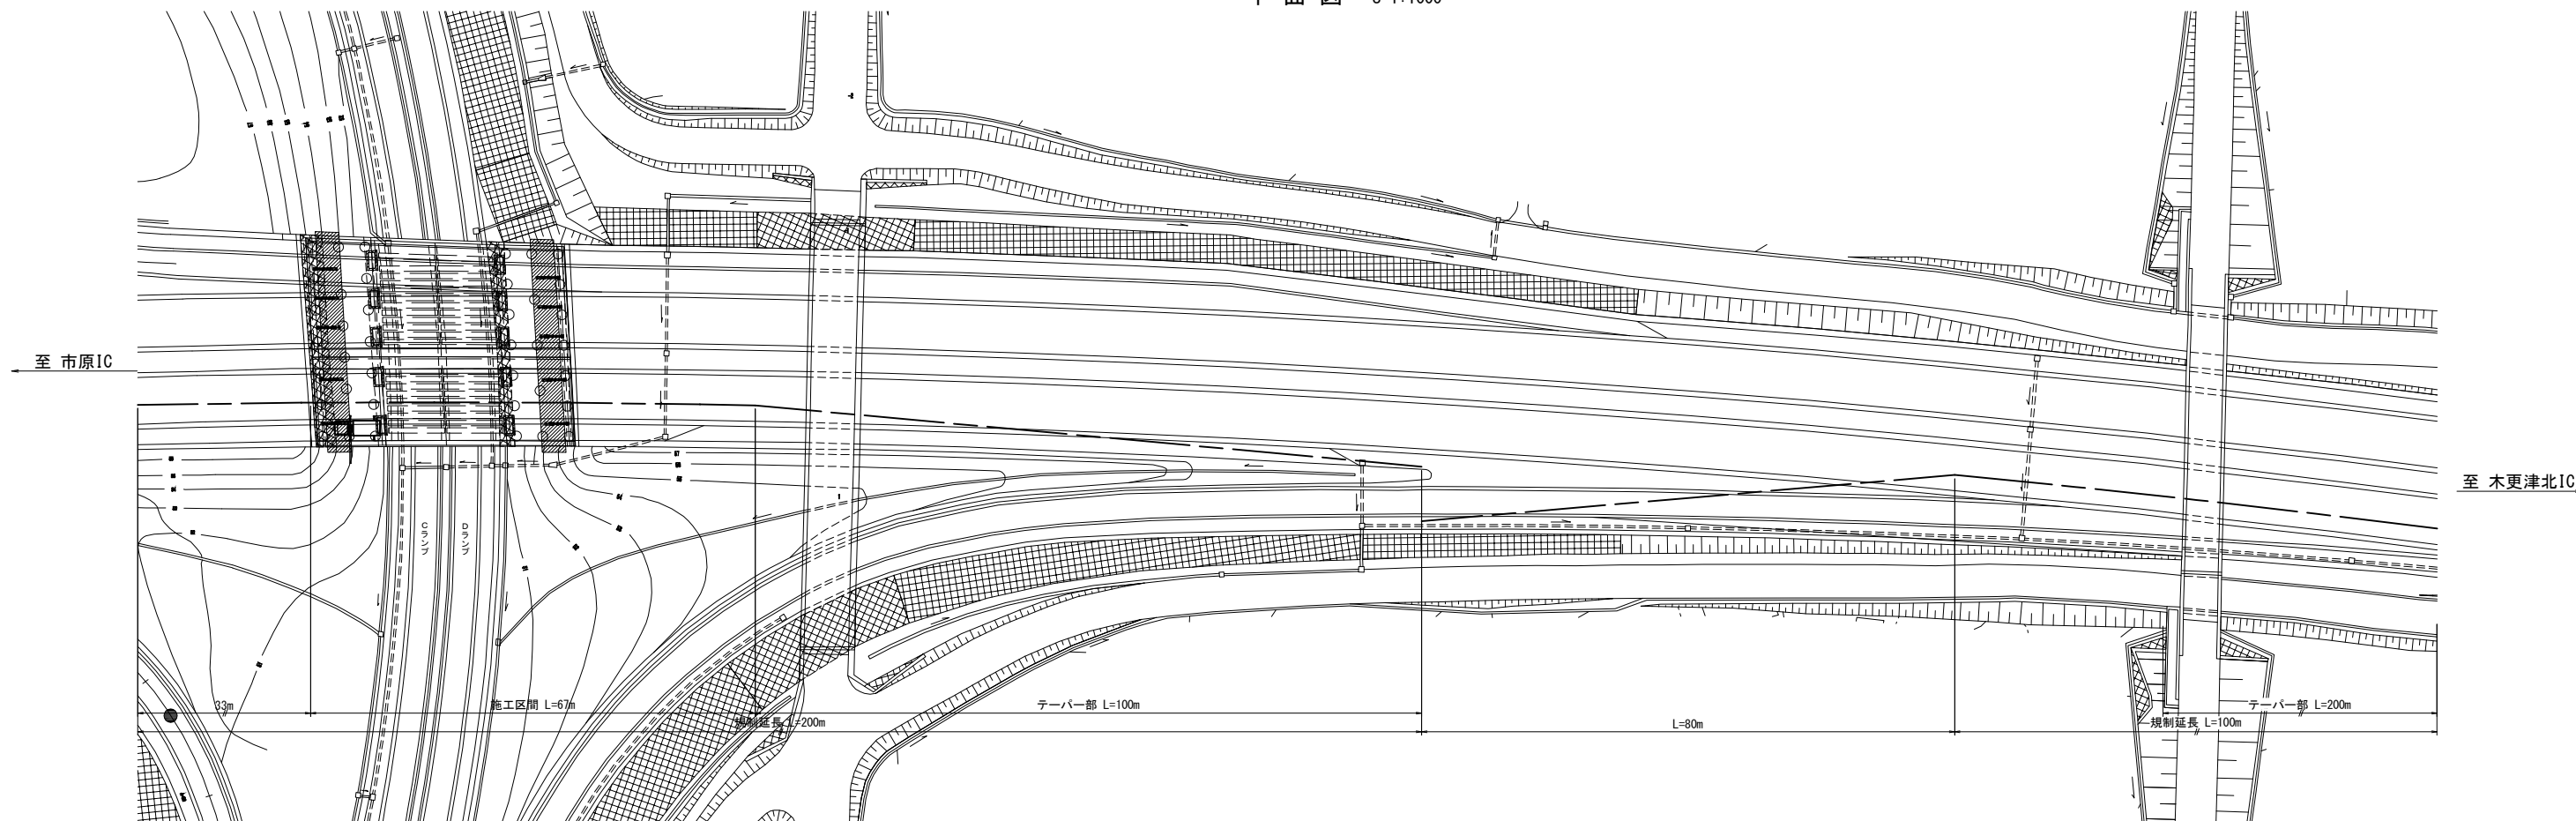 S=1:1000
至 市原IC
至 木更津北IC
Cランプ
Dランプ
33m
施工区間 L=67m
テーパー部 L=100m
テーパー部 L=200m
規制延長 L=200m
L=80m
規制延長 L=100m